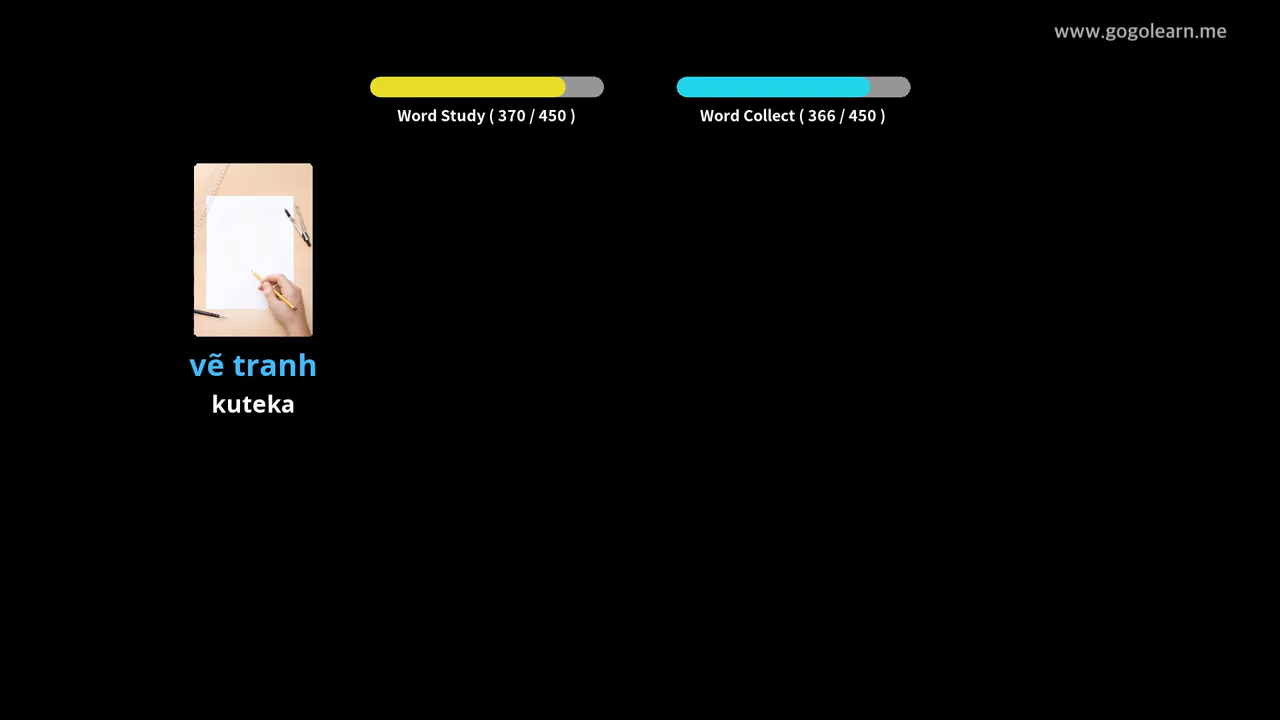 www.gogolearn.me
Word Study ( 370 / 450 )
Word Collect ( 366 / 450 )
vẽ tranh
kuteka